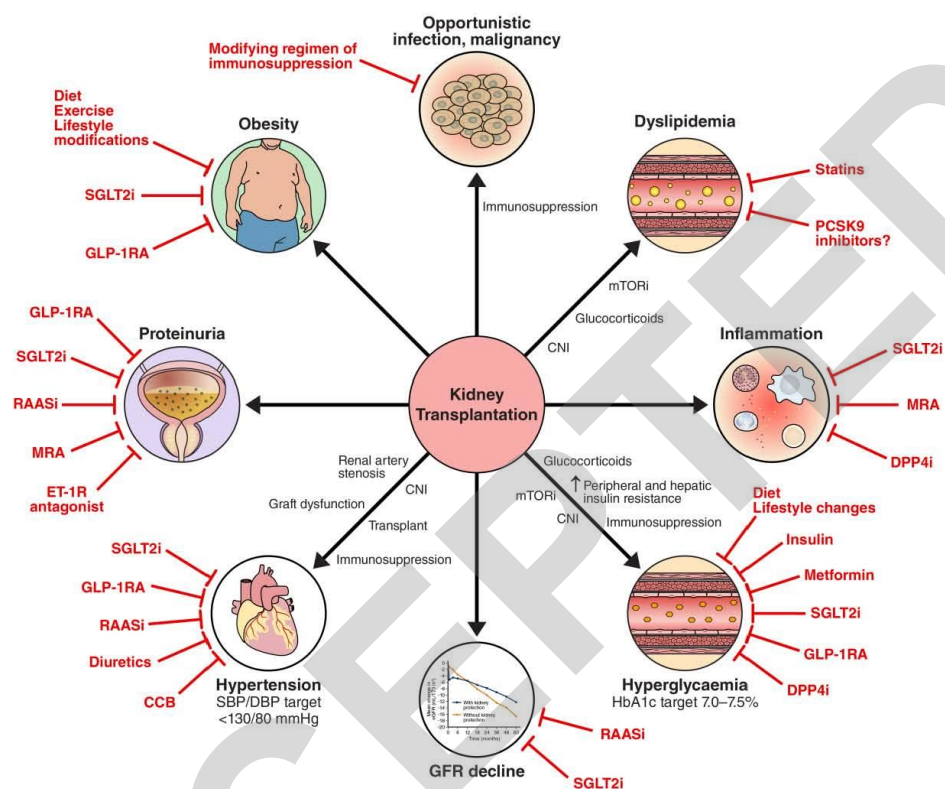 Opportunistic
infection, malignancy
Modifying regimen of
immunosuppression
Diet
Exercise
Lifestyle
modifications
Obesity
SGLT2i
GLP-1RA
Dyslipidemia
Statins
PCSK9
inhibitors?
Immunosuppression
mTORi
Glucocorticoids
CNI
GLP-1RA
Proteinuria
SGLT2i
RAASi
MRA
ET-1R
antagonist
Kidney
Transplantation
Inflammation
SGLT2i
MRA
DPP4i
Renal artery
stenosis
CNI
Graft dysfunction
Transplant
Immunosuppression
Glucocorticoids
mTORi
↑ Peripheral and hepatic
insulin resistance
CNI
Immunosuppression
Diet
Lifestyle changes
Insulin
Metformin
SGLT2i
GLP-1RA
DPP4i
SGLT2i
GLP-1RA
RAASi
Diuretics
CCB
Hypertension
SBP/DBP target
<130/80 mmHg
Hyperglycaemia
HbA1c target 7.0–7.5%
With kidney
protection
Without kidney
protection
Time (months)
RAASi
SGLT2i
GFR decline